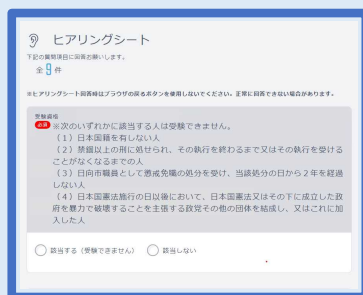 ヒアリングシート
下記の質問項目に回答お願いします。
全9件
※ヒアリングシート回答時はブラウザの戻るボタンを使用しないでください。正常に回答できない場合があります。
受験資格
必須 ※次のいずれかに該当する人は受験できません。
(1)日本国籍を有しない人
(2)禁錮以上の刑に処せられ、その執行を終わるまで又はその執行を受ける
ことがなくなるまでの人
(3)日向市職員として懲戒免職の処分を受け、当該処分の日から2年を経過
しない人
(4)日本国憲法施行の日以後において、日本国憲法又はその下に成立した政
府を暴力で破壊することを主張する政党その他の団体を結成し、又はこれに加
入した人
該当する(受験できません) 該当しない